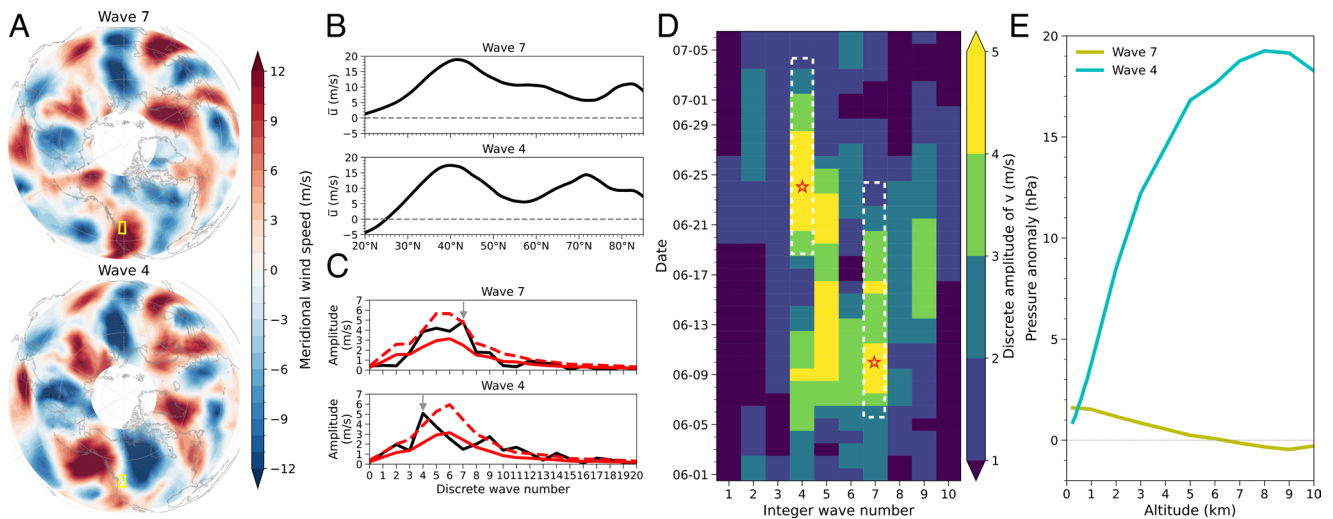 A
Wave 7
Wave 4
12
9
6
3
0
−3
−6
−9
−12
Meridional wind speed (m/s)
B
Wave 7
20
15
10
5
0
−5
ū (m/s)
Wave 4
20
15
10
5
0
−5
ū (m/s)
20°N 30°N 40°N 50°N 60°N 70°N 80°N
C
Wave 7
7
6
5
4
3
2
1
0
Amplitude
(m/s)
Wave 4
7
6
5
4
3
2
1
0
Amplitude
(m/s)
0 1 2 3 4 5 6 7 8 9 10 11 12 13 14 15 16 17 18 19 20
Discrete wave number
D
07-05
07-01
06-29
06-25
06-21
06-17
06-13
06-09
06-05
06-01
Date
1 2 3 4 5 6 7 8 9 10
Integer wave number
5
4
3
2
1
Discrete amplitude of v (m/s)
E
Wave 7
Wave 4
20
15
10
5
0
Pressure anomaly (hPa)
0 1 2 3 4 5 6 7 8 9 10
Altitude (km)